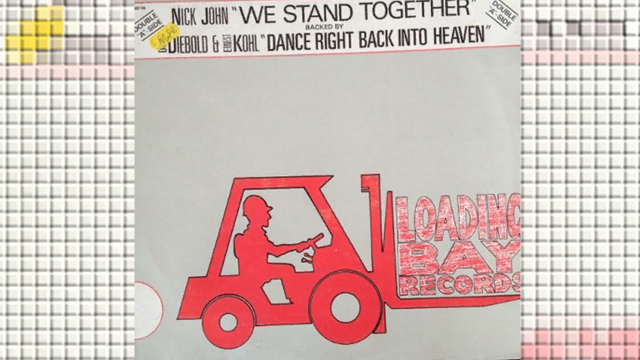 DOUBLE "A"-SIDE
NICK JOHN "WE STAND TOGETHER"
DOUBLE "A"-SIDE
BACKED BY
DIEBOLD & ERNEST KOHL "DANCE RIGHT BACK INTO HEAVEN"
LOADING
BAY
RECORDS